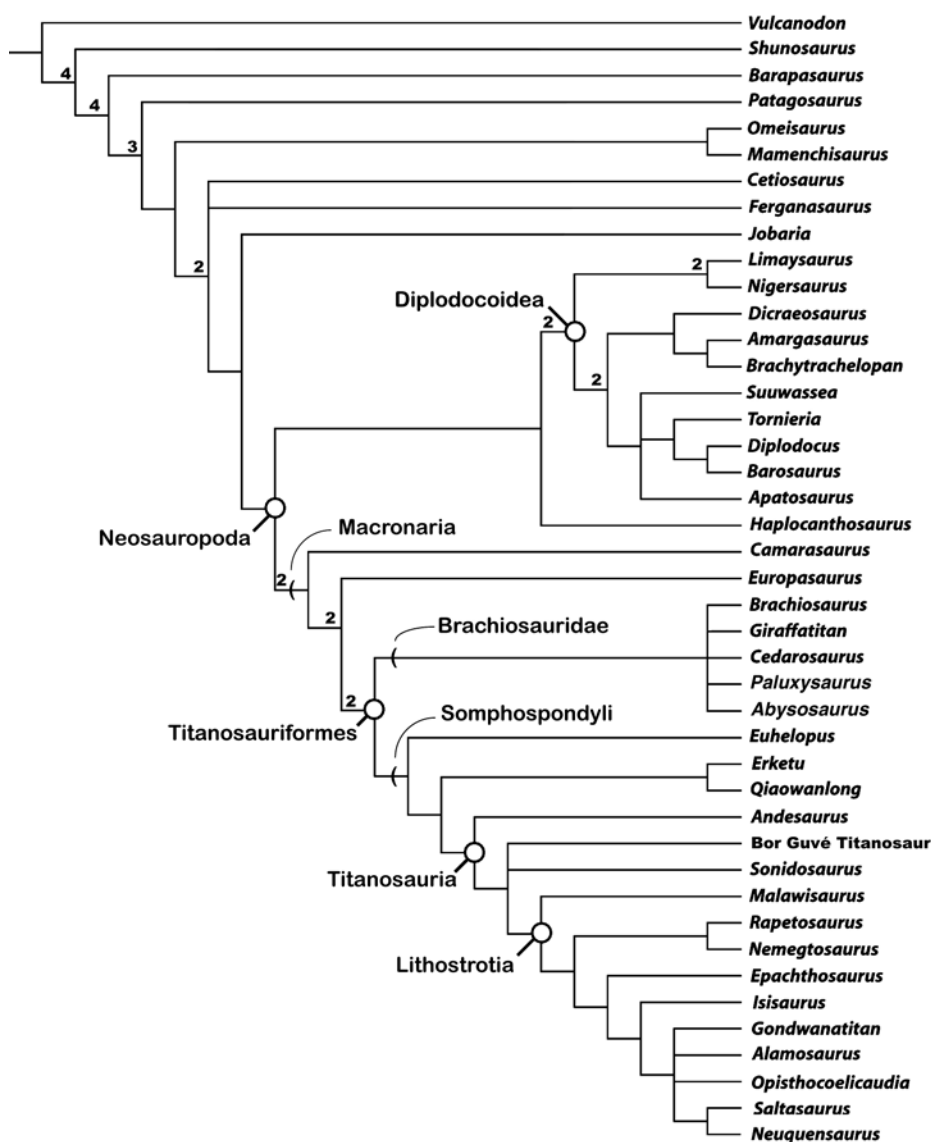 Vulcanodon
Shunosaurus
4
Barapasaurus
4
Patagosaurus
3
Omeisaurus
Mamenchisaurus
Cetiosaurus
Ferganasaurus
Jobaria
2
Limaysaurus
2
Nigersaurus
Diplodocoidea
Dicraeosaurus
2
Amargasaurus
Brachytrachelopan
2
Suuwassea
Tornieria
Diplodocus
Barosaurus
Apatosaurus
Haplocanthosaurus
Neosauropoda
Macronaria
Camarasaurus
2
Europasaurus
2
Brachiosaurus
Brachiosauridae
Giraffatitan
Cedarosaurus
Paluxysaurus
2
Abysosaurus
Somphospondyli
Titanosauriformes
Euhelopus
Erketu
Qiaowanlong
Andesaurus
Bor Guvé Titanosaur
Sonidosaurus
Titanosauria
Malawisaurus
Rapetosaurus
Nemegtosaurus
Lithostrotia
Epachthosaurus
Isisaurus
Gondwanatitan
Alamosaurus
Opisthocoelicaudia
Saltasaurus
Neuquensaurus